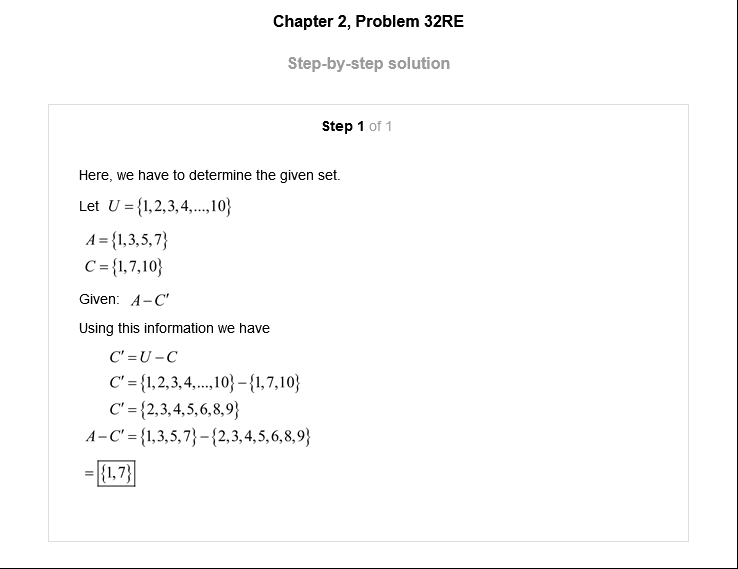 Chapter 2, Problem 32RE
Step-by-step solution
Step 1 of 1
Here, we have to determine the given set.
Let U = {1,2,3,4,...,10}
A = {1,3,5,7}
C = {1,7,10}
Given: A − C′
Using this information we have
C′ = U − C
C′ = {1,2,3,4,...,10} − {1,7,10}
C′ = {2,3,4,5,6,8,9}
A − C′ = {1,3,5,7} − {2,3,4,5,6,8,9}
= {1,7}